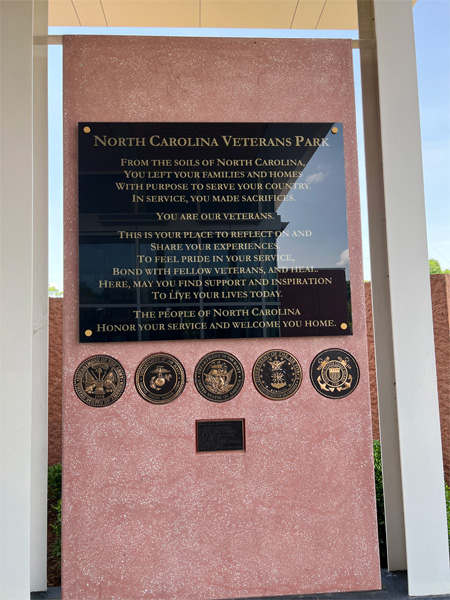 NORTH CAROLINA VETERANS PARK
FROM THE SOILS OF NORTH CAROLINA,
YOU LEFT YOUR FAMILIES AND HOMES
WITH PURPOSE TO SERVE YOUR COUNTRY.
IN SERVICE, YOU MADE SACRIFICES.
YOU ARE OUR VETERANS.
THIS IS YOUR PLACE TO REFLECT ON AND
SHARE YOUR EXPERIENCES,
TO FEEL PRIDE IN YOUR SERVICE,
BOND WITH FELLOW VETERANS, AND HEAL.
HERE, MAY YOU FIND SUPPORT AND INSPIRATION
TO LIVE YOUR LIVES TODAY.
THE PEOPLE OF NORTH CAROLINA
HONOR YOUR SERVICE AND WELCOME YOU HOME.